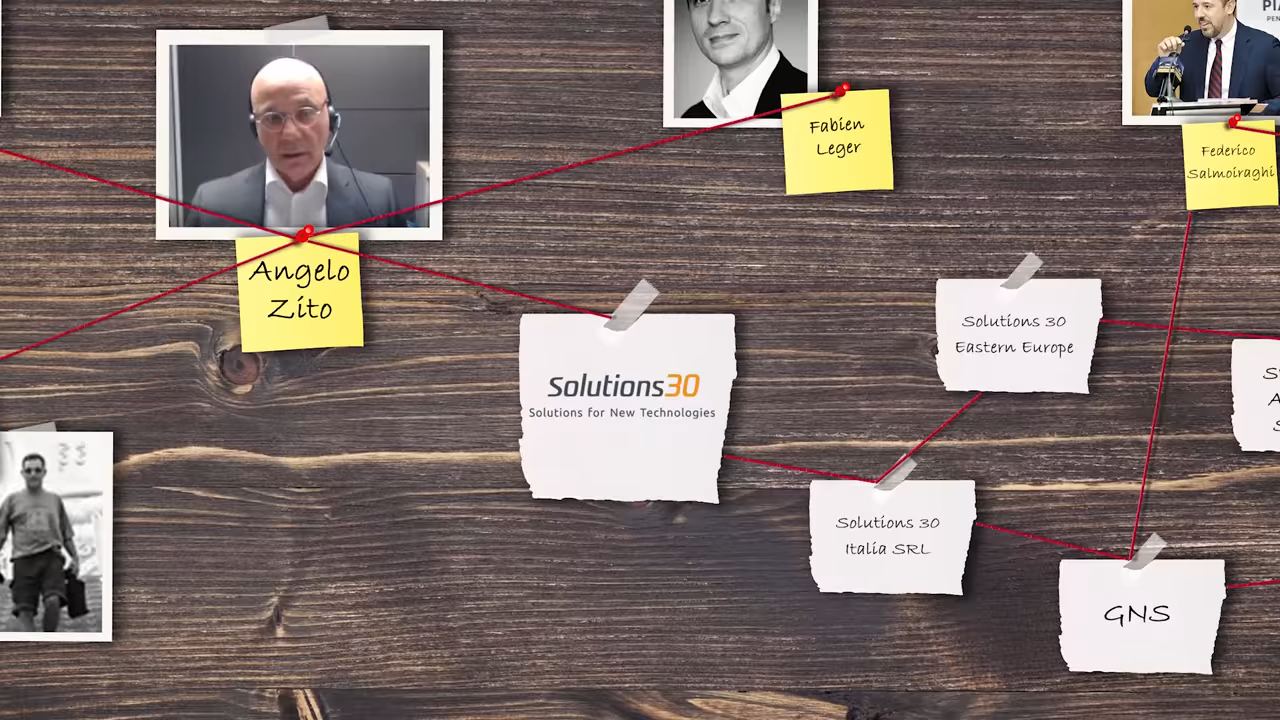 Fabien
Leger
Federico
Salmoiraghi
Angelo
Zito
Solutions30
Solutions for New Technologies
Solutions 30
Eastern Europe
Solutions 30
Italia SRL
GNS